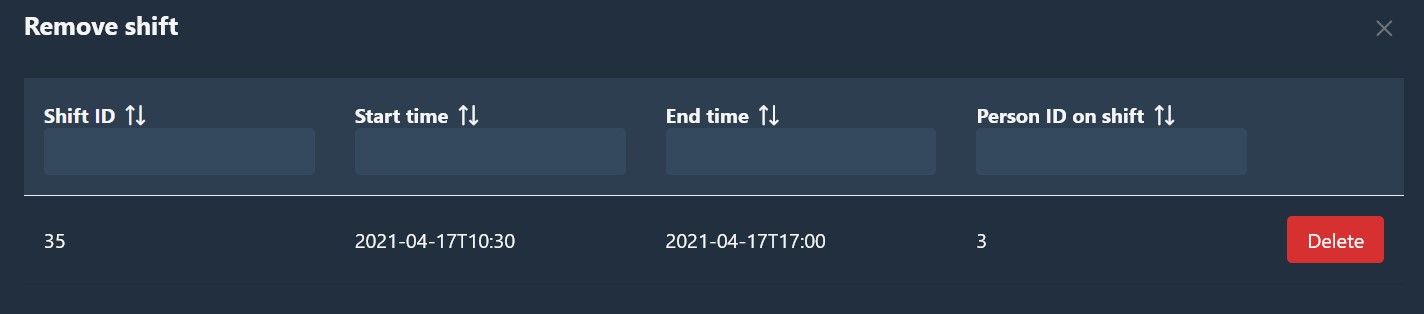 Remove shift
Shift ID Start time End time Person ID on shift
35 2021-04-17T10:30 2021-04-17T17:00 3 Delete